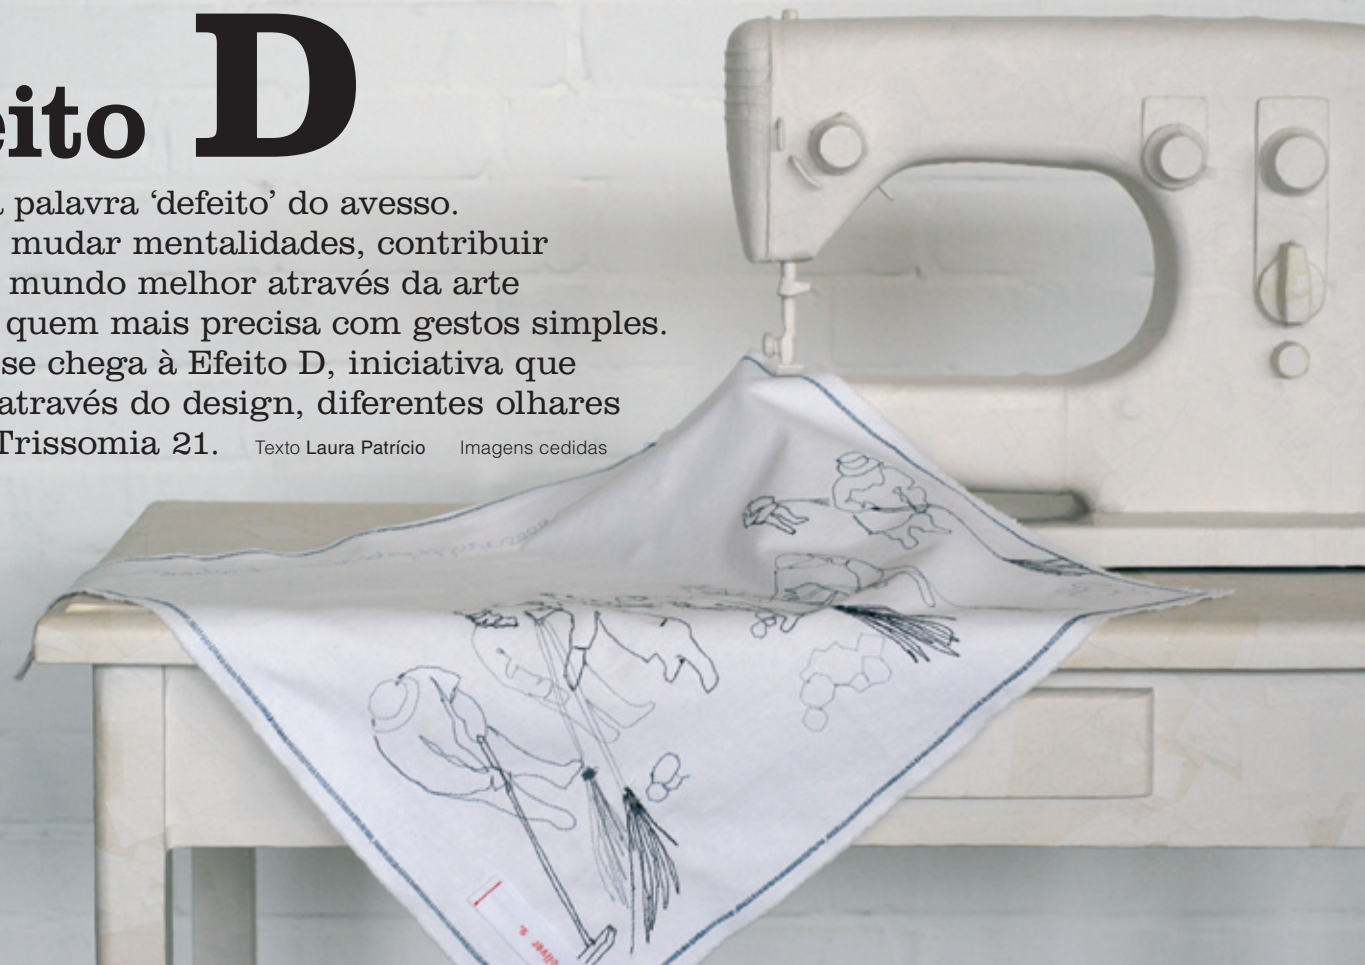 eito D
palavra ‘defeito’ do avesso.
mudar mentalidades, contribuir
mundo melhor através da arte
quem mais precisa com gestos simples.
se chega à Efeito D, iniciativa que
através do design, diferentes olhares
Trissomia 21. Texto Laura Patrício Imagens cedidas
oliver s.